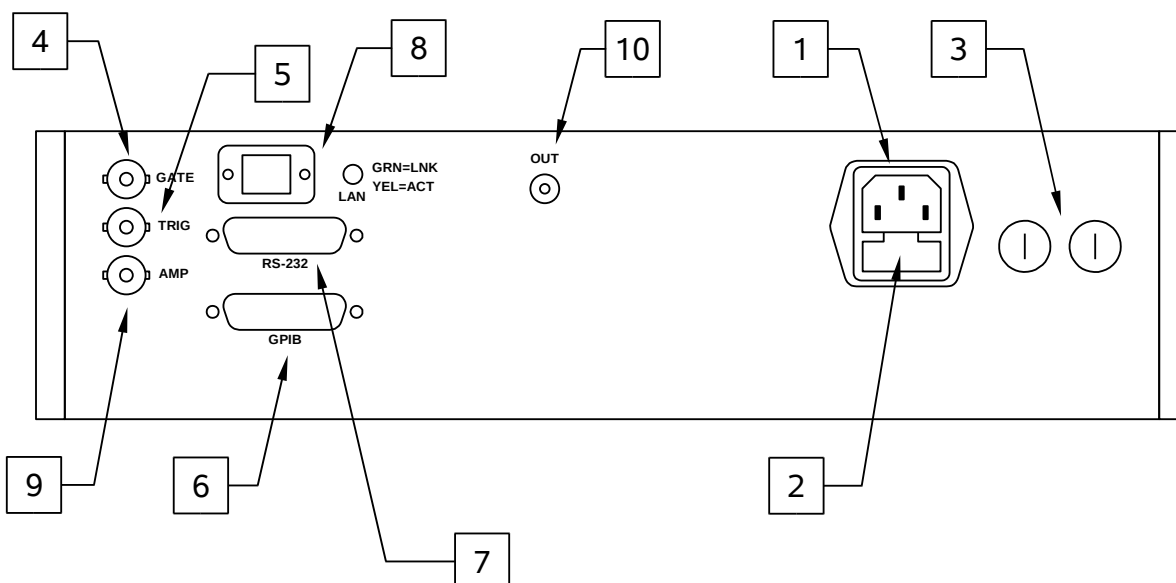 4
5
8
10
1
3
GATE
TRIG
AMP
GRN=LNK
YEL=ACT
LAN
RS-232
GPIB
OUT
9
6
7
2